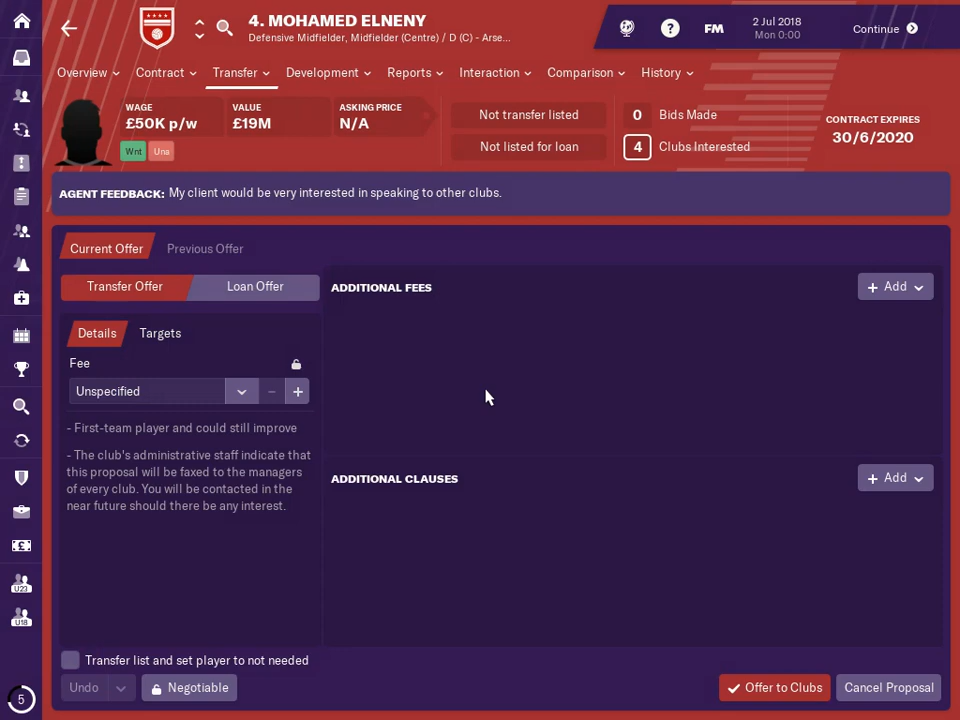 4. MOHAMED ELNENY
Defensive Midfielder, Midfielder (Centre) / D (C) - Arse...
FM
2 Jul 2018
Mon 0:00
Continue
Overview
Contract
Transfer
Development
Reports
Interaction
Comparison
History
WAGE
£50K p/w
VALUE
£19M
ASKING PRICE
N/A
Wnt
Una
Not transfer listed
Not listed for loan
0 Bids Made
4 Clubs Interested
CONTRACT EXPIRES
30/6/2020
AGENT FEEDBACK: My client would be very interested in speaking to other clubs.
Current Offer
Previous Offer
Transfer Offer
Loan Offer
Details
Targets
Fee
Unspecified
- First-team player and could still improve
- The club's administrative staff indicate that
this proposal will be faxed to the managers
of every club. You will be contacted in the
near future should there be any interest.
ADDITIONAL FEES
Add
ADDITIONAL CLAUSES
Add
Transfer list and set player to not needed
Undo
Negotiable
Offer to Clubs
Cancel Proposal
U23
U18
5